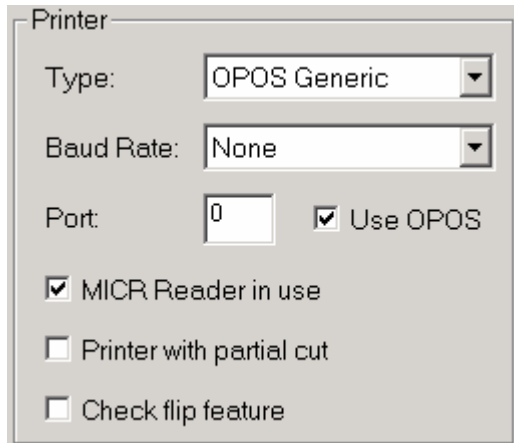 Printer
Type: OPOS Generic
Baud Rate: None
Port: 0 Use OPOS
MICR Reader in use
Printer with partial cut
Check flip feature